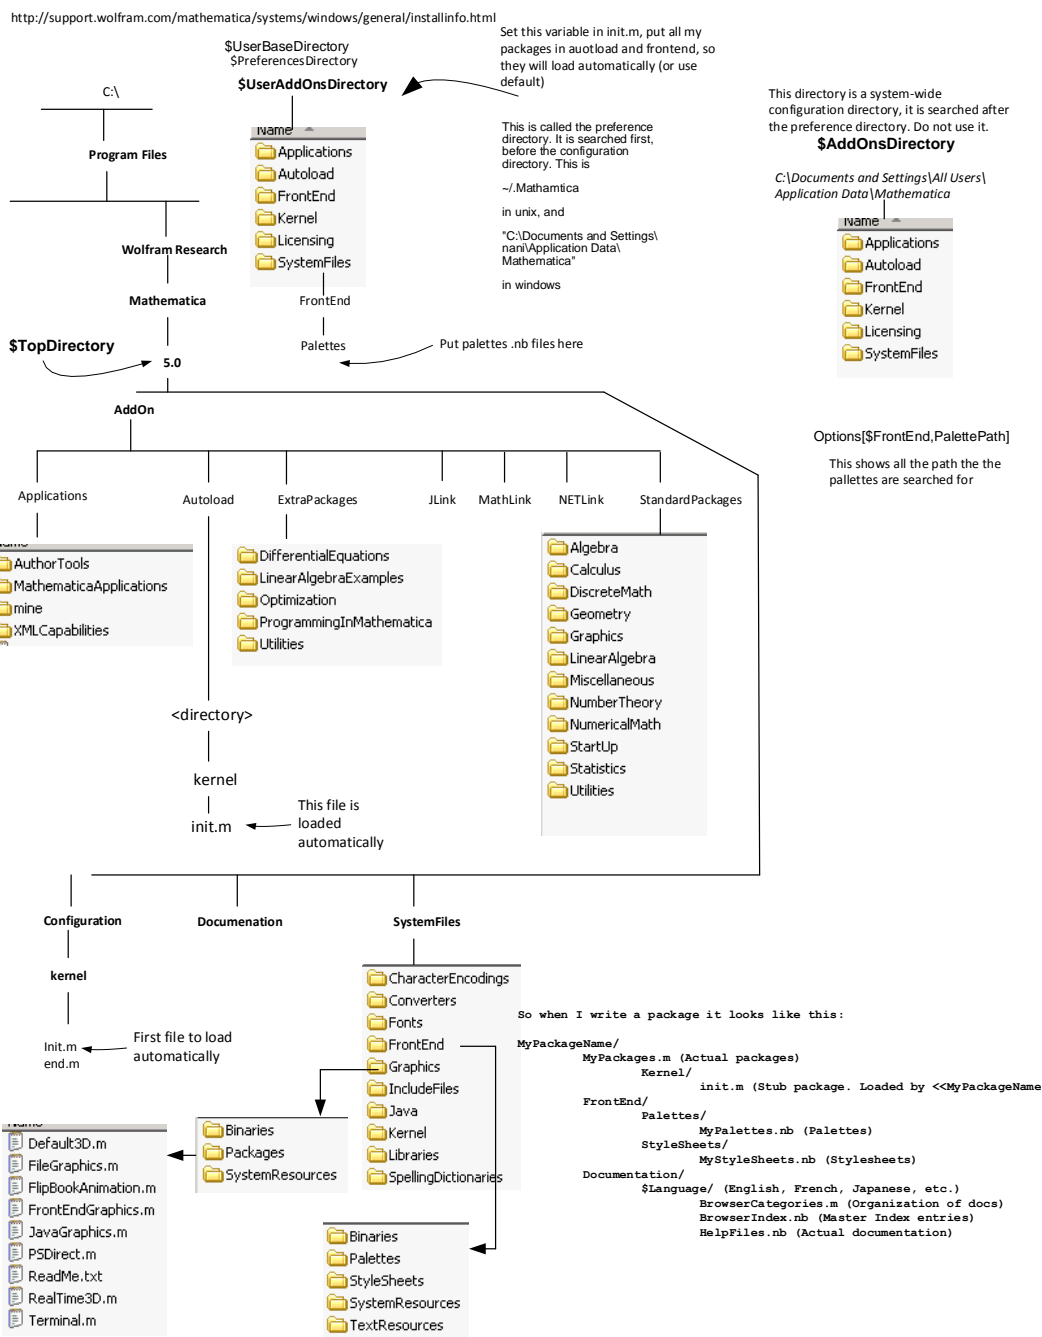 http://support.wolfram.com/mathematica/systems/windows/general/installinfo.html
$UserBaseDirectory
$PreferencesDirectory
$UserAddOnsDirectory
Set this variable in init.m, put all my
packages in auotload and frontend, so
they will load automatically (or use
default)
C:\
Program Files
Wolfram Research
Mathematica
$TopDirectory
5.0
Name
Applications
Autoload
FrontEnd
Kernel
Licensing
SystemFiles
FrontEnd
Palettes
Put palettes .nb files here
This is called the preference
directory. It is searched first,
before the configuration
directory. This is
~/.Mathamtica
in unix, and
"C:\Documents and Settings\
nani\Application Data\
Mathematica"
in windows
This directory is a system-wide
configuration directory, it is searched after
the preference directory. Do not use it.
$AddOnsDirectory
C:\Documents and Settings\All Users\
Application Data\Mathematica
Name
Applications
Autoload
FrontEnd
Kernel
Licensing
SystemFiles
Options[$FrontEnd,PalettePath]
This shows all the path the the
pallettes are searched for
AddOn
Applications
Autoload
ExtraPackages
JLink
MathLink
NETLink
StandardPackages
AuthorTools
MathematicaApplications
mine
XMLCapabilities
DifferentialEquations
LinearAlgebraExamples
Optimization
ProgrammingInMathematica
Utilities
Algebra
Calculus
DiscreteMath
Geometry
Graphics
LinearAlgebra
Miscellaneous
NumberTheory
NumericalMath
StartUp
Statistics
Utilities
<directory>
kernel
init.m
This file is
loaded
automatically
Configuration
Documenation
SystemFiles
kernel
Init.m
end.m
First file to load
automatically
CharacterEncodings
Converters
Fonts
FrontEnd
Graphics
IncludeFiles
Java
Kernel
Libraries
SpellingDictionaries
Binaries
Packages
SystemResources
Name
Default3D.m
FileGraphics.m
FlipBookAnimation.m
FrontEndGraphics.m
JavaGraphics.m
PSDirect.m
ReadMe.txt
RealTime3D.m
Terminal.m
Binaries
Palettes
StyleSheets
SystemResources
TextResources
So when I write a package it looks like this:
MyPackageName/
MyPackages.m (Actual packages)
Kernel/
init.m (Stub package. Loaded by <<MyPackageName
FrontEnd/
Palettes/
MyPalettes.nb (Palettes)
StyleSheets/
MyStyleSheets.nb (Stylesheets)
Documentation/
$Language/ (English, French, Japanese, etc.)
BrowserCategories.m (Organization of docs)
BrowserIndex.nb (Master Index entries)
HelpFiles.nb (Actual documentation)